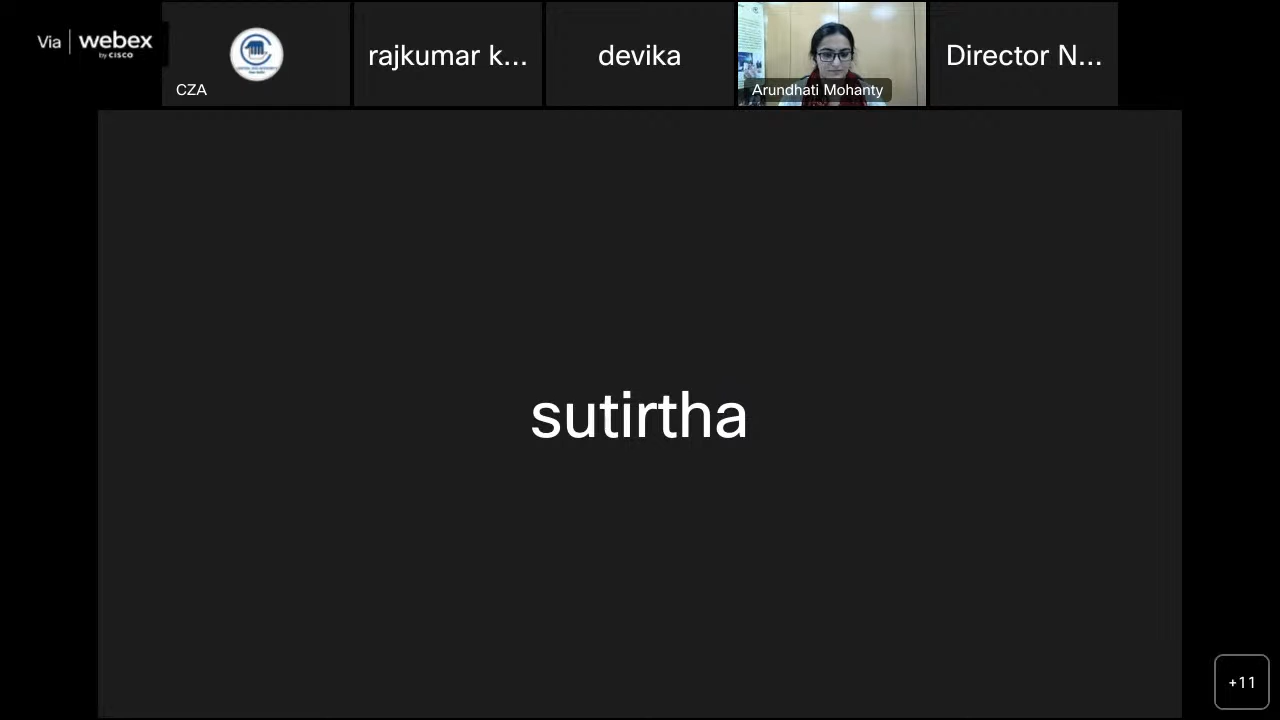 Via | webex
by CISCO
CZA
rajkumar k...
devika
Arundhati Mohanty
Director N...
sutirtha
+11